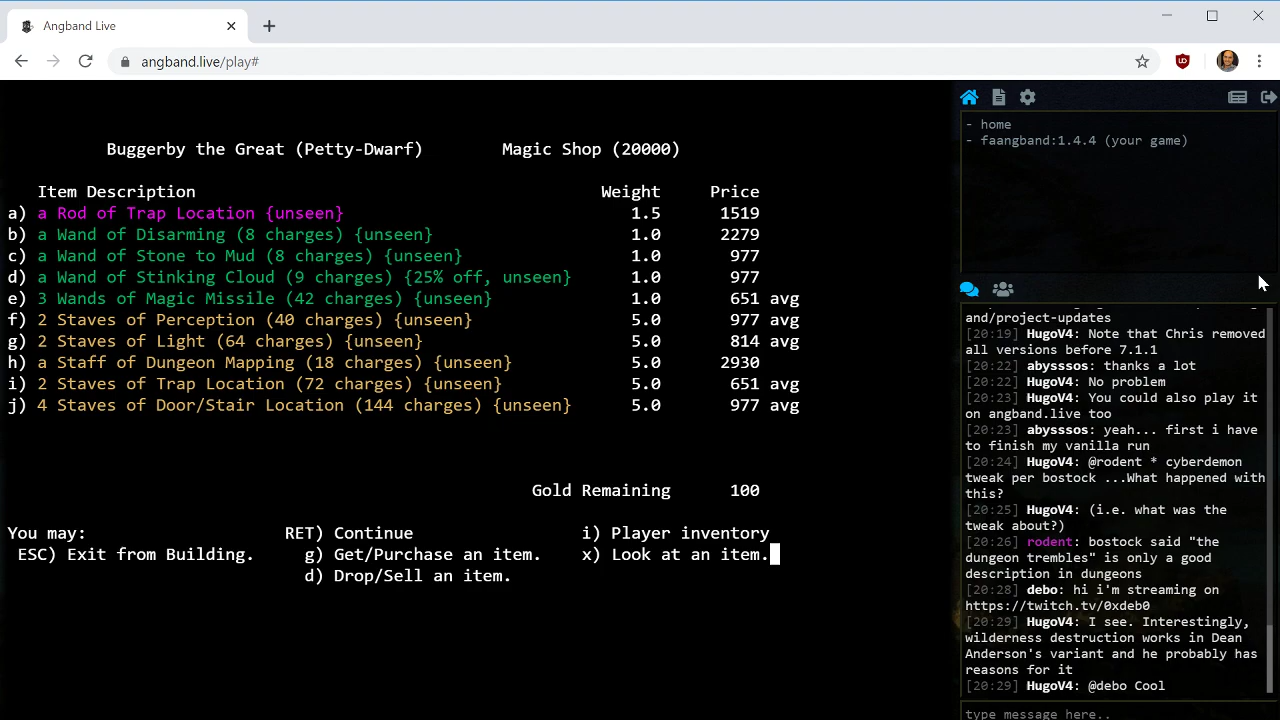 Angband Live
angband.live/play#
Buggerby the Great (Petty-Dwarf) Magic Shop (20000)
Item Description Weight Price
a) a Rod of Trap Location {unseen} 1.5 1519
b) a Wand of Disarming (8 charges) {unseen} 1.0 2279
c) a Wand of Stone to Mud (8 charges) {unseen} 1.0 977
d) a Wand of Stinking Cloud (9 charges) {25% off, unseen} 1.0 977
e) 3 Wands of Magic Missile (42 charges) {unseen} 1.0 651 avg
f) 2 Staves of Perception (40 charges) {unseen} 5.0 977 avg
g) 2 Staves of Light (64 charges) {unseen} 5.0 814 avg
h) a Staff of Dungeon Mapping (18 charges) {unseen} 5.0 2930
i) 2 Staves of Trap Location (72 charges) {unseen} 5.0 651 avg
j) 4 Staves of Door/Stair Location (144 charges) {unseen} 5.0 977 avg
Gold Remaining 100
You may: RET) Continue i) Player inventory
ESC) Exit from Building. g) Get/Purchase an item. x) Look at an item.
d) Drop/Sell an item.
- home
- faangband:1.4.4 (your game)
and/project-updates
[20:19] HugoV4: Note that Chris removed
all versions before 7.1.1
[20:22] abysssos: thanks a lot
[20:22] HugoV4: No problem
[20:23] HugoV4: You could also play it
on angband.live too
[20:23] abysssos: yeah... first i have
to finish my vanilla run
[20:24] HugoV4: @rodent * cyberdemon
tweak per bostock ...What happened with
this?
[20:25] HugoV4: (i.e. what was the
tweak about?)
[20:26] rodent: bostock said "the
dungeon trembles" is only a good
description in dungeons
[20:28] debo: hi i'm streaming on
https://twitch.tv/0xdeb0
[20:29] HugoV4: I see. Interestingly,
wilderness destruction works in Dean
Anderson's variant and he probably has
reasons for it
[20:29] HugoV4: @debo Cool
type message here..